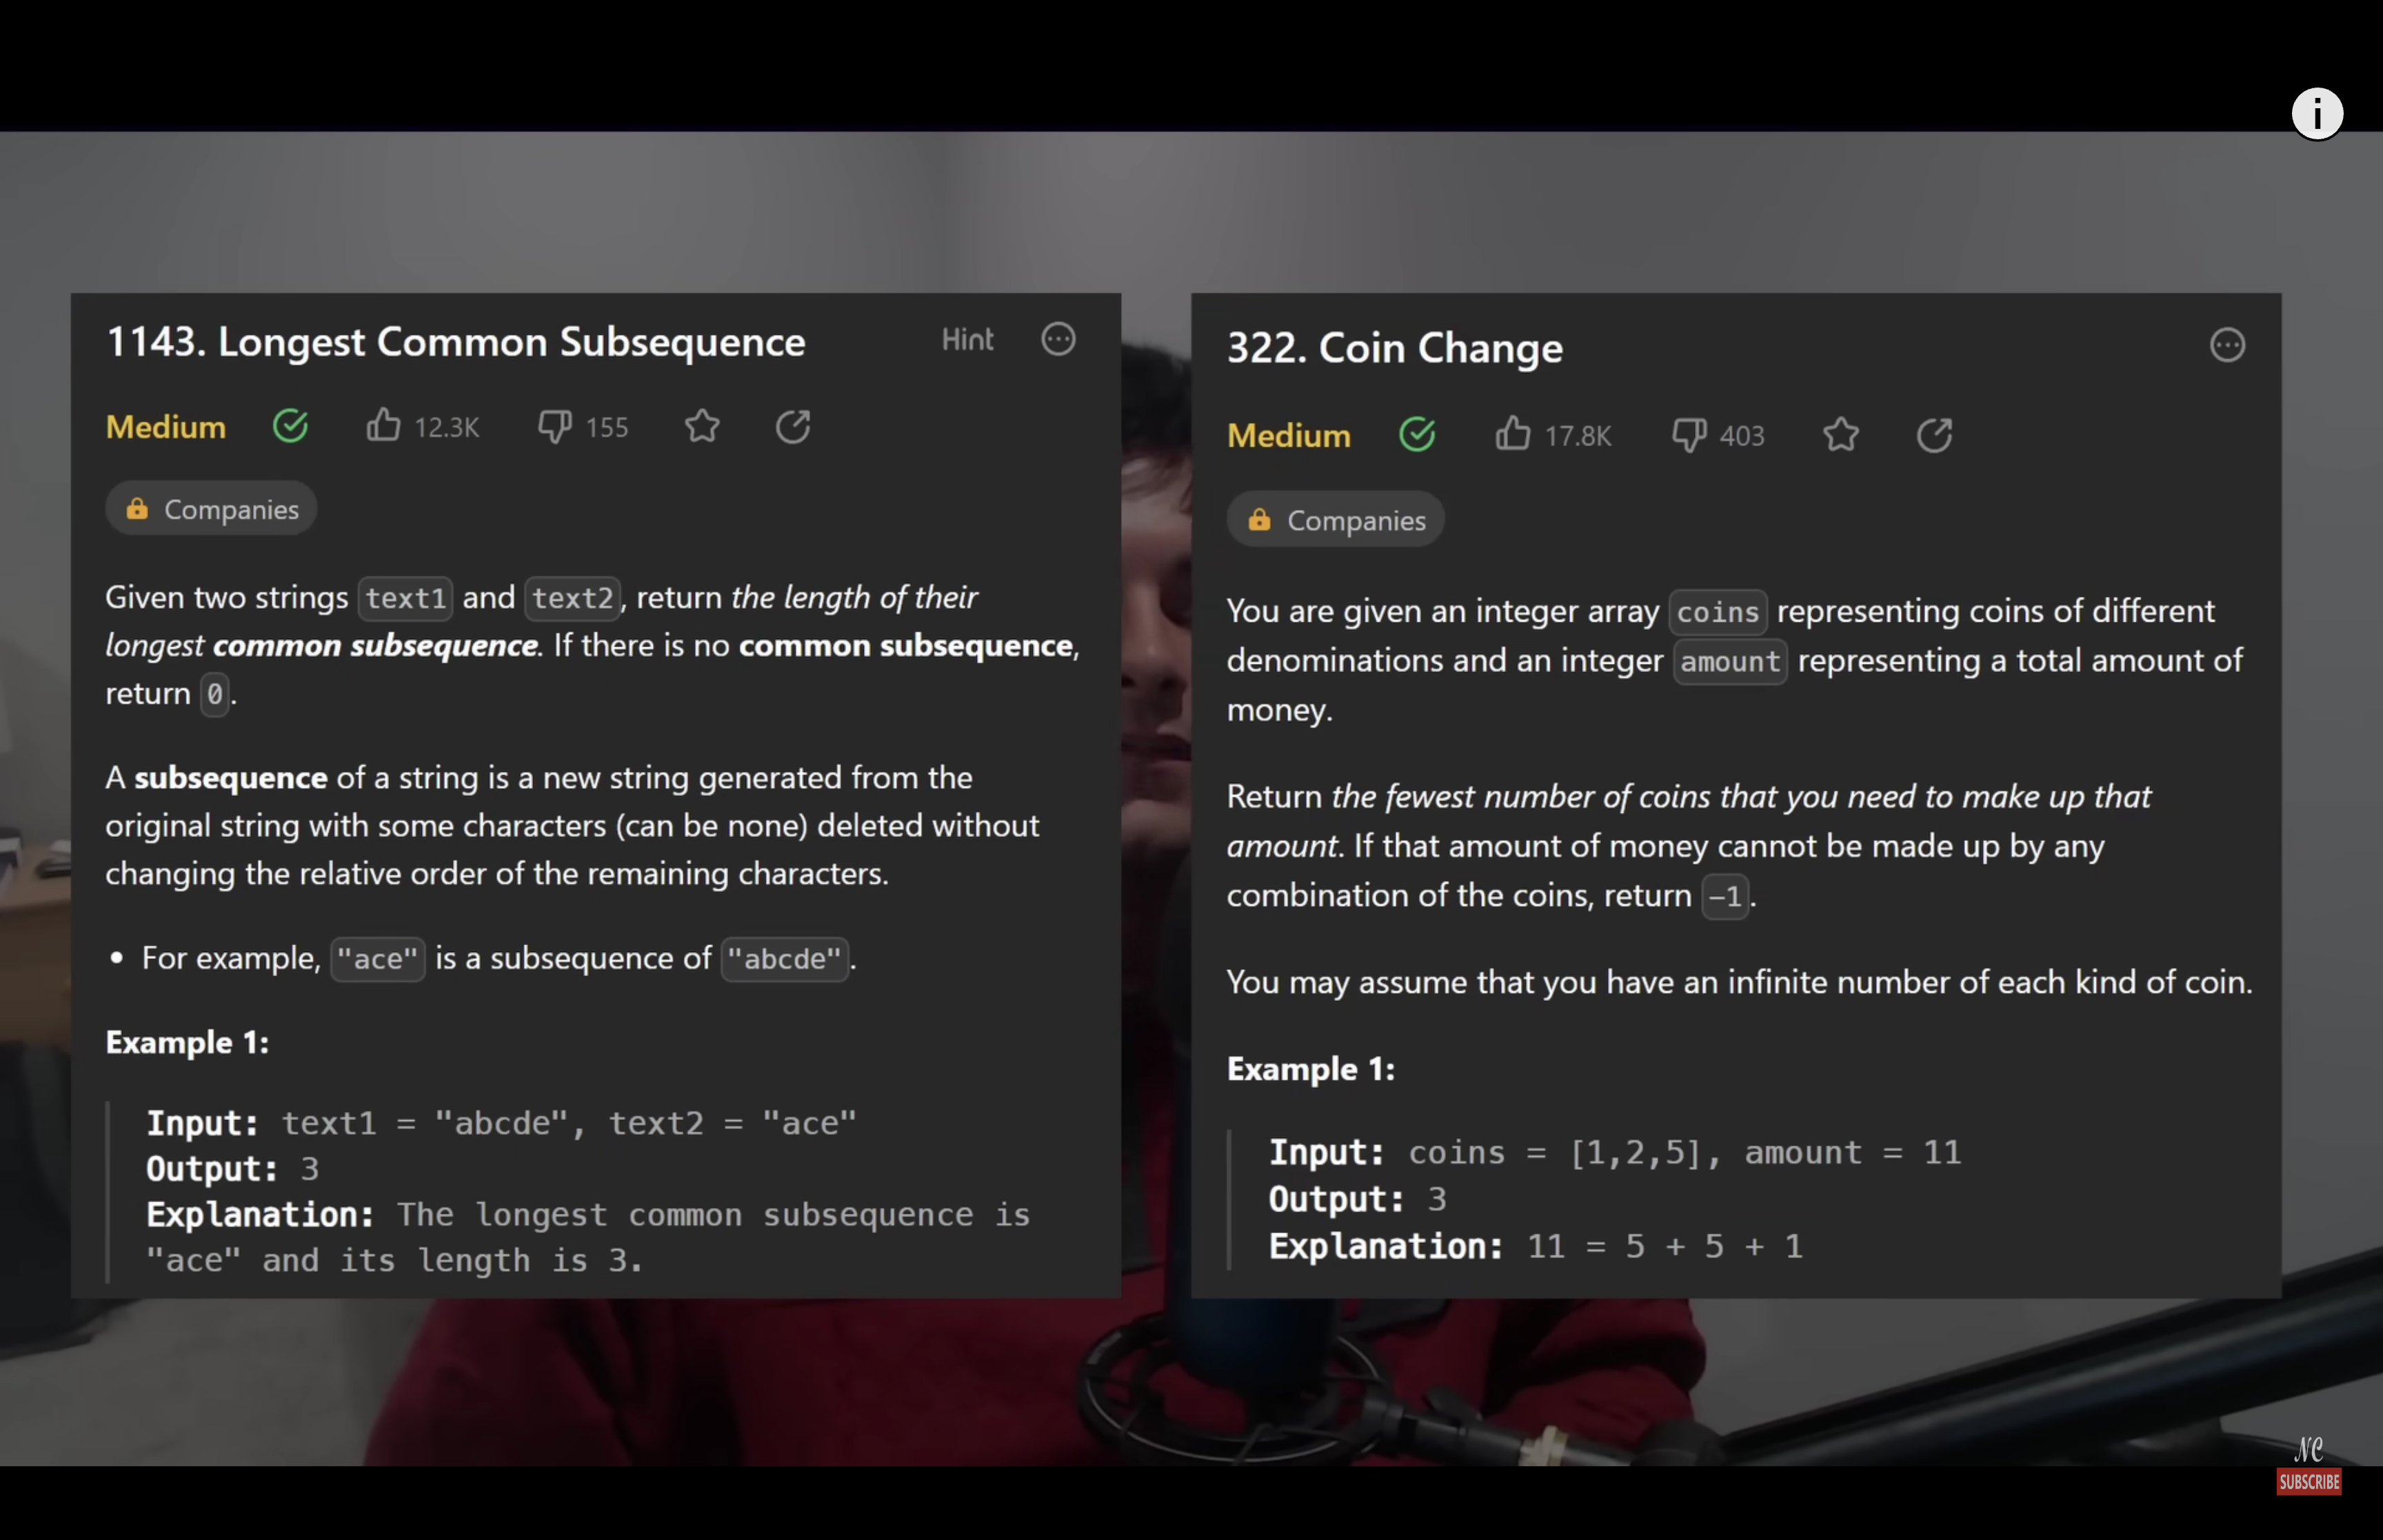 i
1143. Longest Common Subsequence Hint
Medium 12.3K 155
Companies
Given two strings text1 and text2, return the length of their
longest common subsequence. If there is no common subsequence,
return 0.
A subsequence of a string is a new string generated from the
original string with some characters (can be none) deleted without
changing the relative order of the remaining characters.
• For example, "ace" is a subsequence of "abcde".
Example 1:
Input: text1 = "abcde", text2 = "ace"
Output: 3
Explanation: The longest common subsequence is
"ace" and its length is 3.
322. Coin Change
Medium 17.8K 403
Companies
You are given an integer array coins representing coins of different
denominations and an integer amount representing a total amount of
money.
Return the fewest number of coins that you need to make up that
amount. If that amount of money cannot be made up by any
combination of the coins, return -1.
You may assume that you have an infinite number of each kind of coin.
Example 1:
Input: coins = [1,2,5], amount = 11
Output: 3
Explanation: 11 = 5 + 5 + 1
NC
SUBSCRIBE